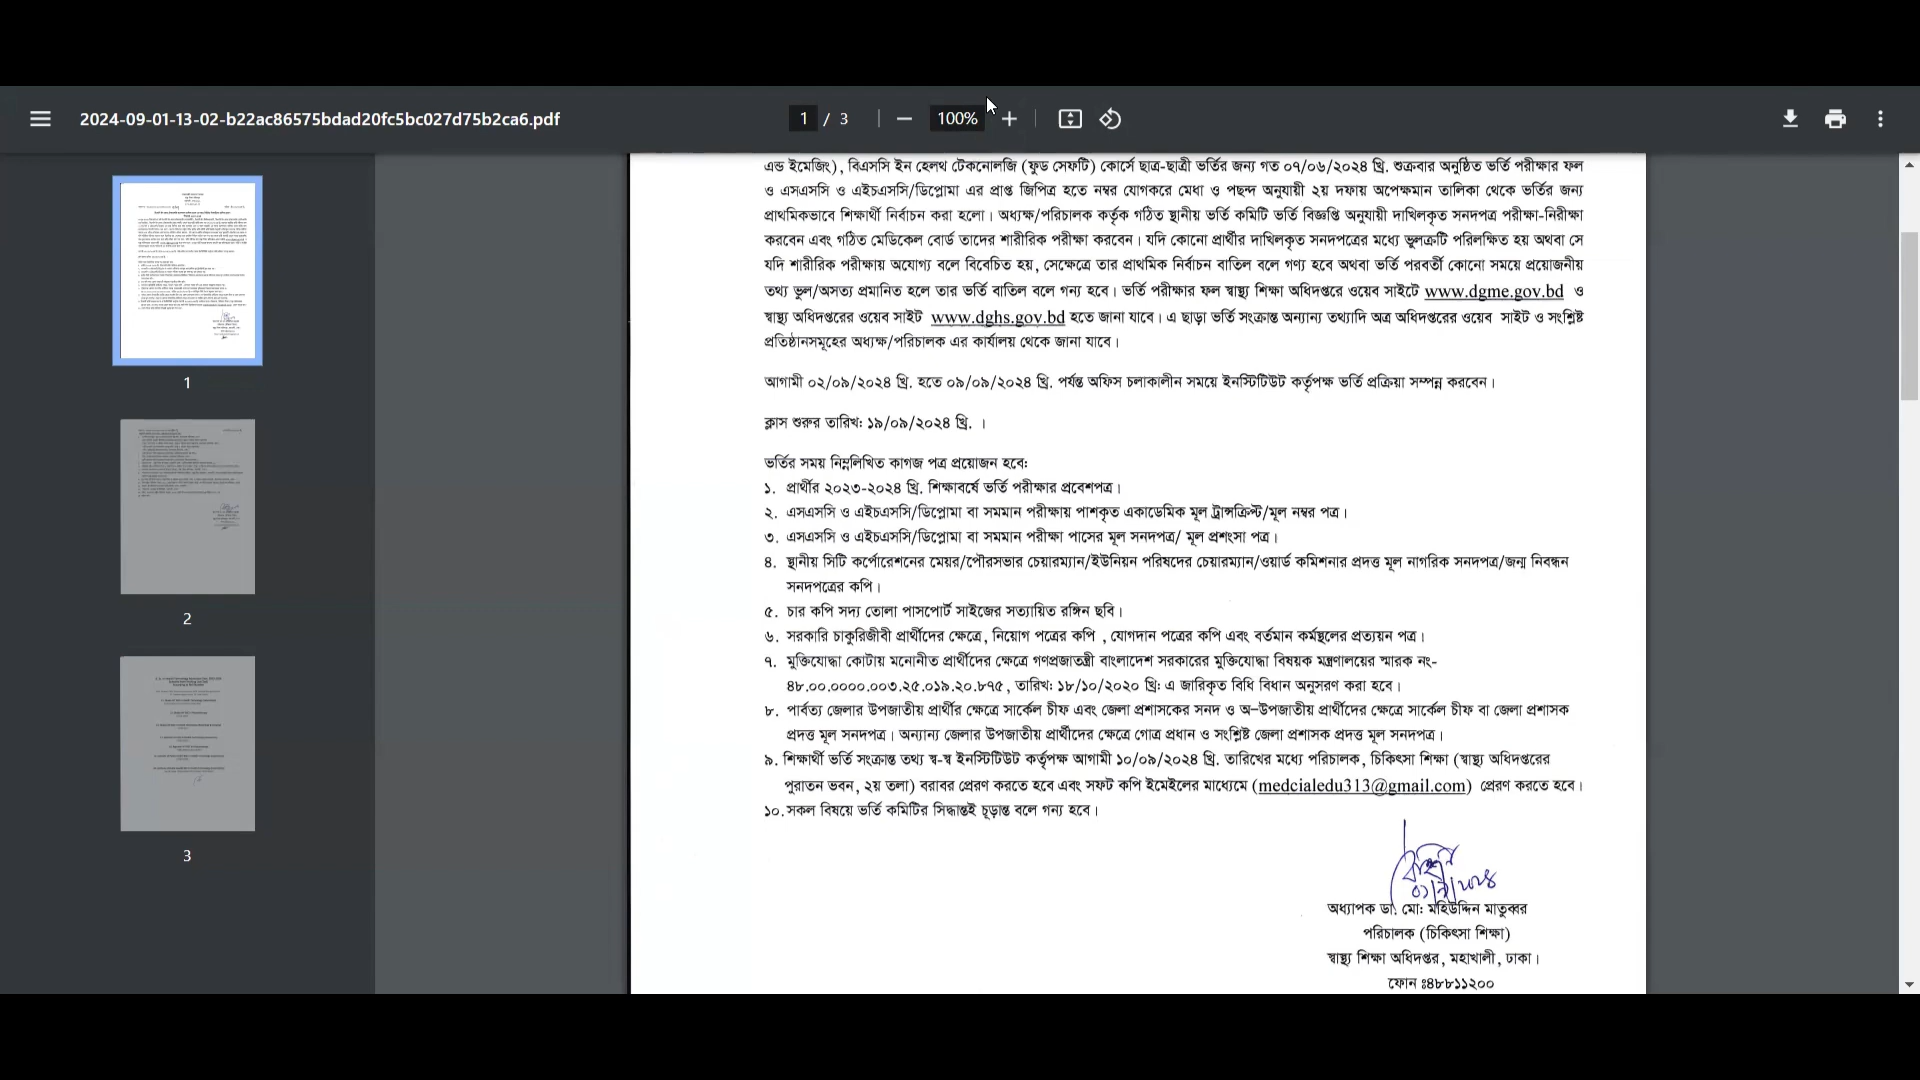 2024-09-01-13-02-b22ac86575bdad20fc5bc027d75b2ca6.pdf
1 / 3
100%
1
2
3
এন্ড ইমেজিং), বিএসসি ইন হেলথ টেকনোলজি (ফুড সেফটি) কোর্সে ছাত্র-ছাত্রী ভর্তির জন্য গত ০৭/০৬/২০২৪ খ্রি. শুক্রবার অনুষ্ঠিত ভর্তি পরীক্ষার ফল
ও এসএসসি ও এইচএসসি/ডিপ্লোমা এর প্রাপ্ত জিপিত্র হতে নম্বর যোগকরে মেধা ও পছন্দ অনুযায়ী ২য় দফায় অপেক্ষমান তালিকা থেকে ভর্তির জন্য
প্রাথমিকভাবে শিক্ষার্থী নির্বাচন করা হলো। অধ্যক্ষ/পরিচালক কর্তৃক গঠিত স্থানীয় ভর্তি কমিটি ভর্তি বিজ্ঞপ্তি অনুযায়ী দাখিলকৃত সনদপত্র পরীক্ষা-নিরীক্ষা
করবেন এবং গঠিত মেডিকেল বোর্ড তাদের শারীরিক পরীক্ষা করবেন। যদি কোনো প্রার্থীর দাখিলকৃত সনদপত্রের মধ্যে ভুলত্রুটি পরিলক্ষিত হয় অথবা সে
যদি শারীরিক পরীক্ষায় অযোগ্য বলে বিবেচিত হয়, সেক্ষেত্রে তার প্রাথমিক নির্বাচন বাতিল বলে গণ্য হবে অথবা ভর্তি পরবর্তী কোনো সময়ে প্রয়োজনীয়
তথ্য ভুল/অসত্য প্রমানিত হলে তার ভর্তি বাতিল বলে গন্য হবে। ভর্তি পরীক্ষার ফল স্বাস্থ্য শিক্ষা অধিদপ্তরে ওয়েব সাইটে www.dgme.gov.bd ও
স্বাস্থ্য অধিদপ্তরের ওয়েব সাইট www.dghs.gov.bd হতে জানা যাবে। এ ছাড়া ভর্তি সংক্রান্ত অন্যান্য তথ্যাদি অত্র অধিদপ্তরের ওয়েব সাইট ও সংশ্লিষ্ট
প্রতিষ্ঠানসমূহের অধ্যক্ষ/পরিচালক এর কার্যালয় থেকে জানা যাবে।
আগামী ০২/০৯/২০২৪ খ্রি. হতে ০৯/০৯/২০২৪ খ্রি. পর্যন্ত অফিস চলাকালীন সময়ে ইনস্টিটিউট কর্তৃপক্ষ ভর্তি প্রক্রিয়া সম্পন্ন করবেন।
ক্লাস শুরুর তারিখ: ১৯/০৯/২০২৪ খ্রি. ।
ভর্তির সময় নিম্নলিখিত কাগজ পত্র প্রয়োজন হবে:
১. প্রার্থীর ২০২৩-২০২৪ খ্রি. শিক্ষাবর্ষে ভর্তি পরীক্ষার প্রবেশপত্র।
২. এসএসসি ও এইচএসসি/ডিপ্লোমা বা সমমান পরীক্ষায় পাশকৃত একাডেমিক মূল ট্রান্সক্রিপ্ট/মূল নম্বর পত্র।
৩. এসএসসি ও এইচএসসি/ডিপ্লোমা বা সমমান পরীক্ষা পাসের মূল সনদপত্র/ মূল প্রশংসা পত্র।
৪. স্থানীয় সিটি কর্পোরেশনের মেয়র/পৌরসভার চেয়ারম্যান/ইউনিয়ন পরিষদের চেয়ারম্যান/ওয়ার্ড কমিশনার প্রদত্ত মূল নাগরিক সনদপত্র/জন্ম নিবন্ধন
সনদপত্রের কপি।
৫. চার কপি সদ্য তোলা পাসপোর্ট সাইজের সত্যায়িত রঙ্গিন ছবি।
৬. সরকারি চাকুরিজীবী প্রার্থীদের ক্ষেত্রে, নিয়োগ পত্রের কপি , যোগদান পত্রের কপি এবং বর্তমান কর্মস্থলের প্রত্যয়ন পত্র।
৭. মুক্তিযোদ্ধা কোটায় মনোনীত প্রার্থীদের ক্ষেত্রে গণপ্রজাতন্ত্রী বাংলাদেশ সরকারের মুক্তিযোদ্ধা বিষয়ক মন্ত্রণালয়ের স্মারক নং-
৪৮.০০.০০০০.০০৩.২৫.০১৯.২০.৮৭৫, তারিখ: ১৮/১০/২০২০ খ্রি: এ জারিকৃত বিধি বিধান অনুসরণ করা হবে।
৮. পার্বত্য জেলার উপজাতীয় প্রার্থীর ক্ষেত্রে সার্কেল চীফ এবং জেলা প্রশাসকের সনদ ও অ–উপজাতীয় প্রার্থীদের ক্ষেত্রে সার্কেল চীফ বা জেলা প্রশাসক
প্রদত্ত মূল সনদপত্র। অন্যান্য জেলার উপজাতীয় প্রার্থীদের ক্ষেত্রে গোত্র প্রধান ও সংশ্লিষ্ট জেলা প্রশাসক প্রদত্ত মূল সনদপত্র।
৯. শিক্ষার্থী ভর্তি সংক্রান্ত তথ্য স্ব-স্ব ইনস্টিটিউট কর্তৃপক্ষ আগামী ১০/০৯/২০২৪ খ্রি. তারিখের মধ্যে পরিচালক, চিকিৎসা শিক্ষা (স্বাস্থ্য অধিদপ্তরের
পুরাতন ভবন, ২য় তলা) বরাবর প্রেরণ করতে হবে এবং সফট কপি ইমেইলের মাধ্যমে (medcialedu313@gmail.com) প্রেরণ করতে হবে।
১০. সকল বিষয়ে ভর্তি কমিটির সিদ্ধান্তই চূড়ান্ত বলে গন্য হবে।
অধ্যাপক ডা. মো: মহিউদ্দিন মাতুব্বর
পরিচালক (চিকিৎসা শিক্ষা)
স্বাস্থ্য শিক্ষা অধিদপ্তর, মহাখালী, ঢাকা।
ফোন ঃ৪৮৮১১২০০